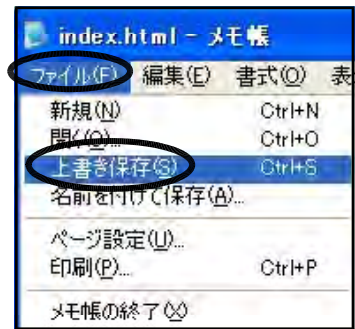 index.html - メモ帳
ファイル(F) 編集(E) 書式(O) 表
新規(N) Ctrl+N
開く(O)... Ctrl+O
上書き保存(S) Ctrl+S
名前を付けて保存(A)...
ページ設定(U)...
印刷(P)... Ctrl+P
メモ帳の終了(X)